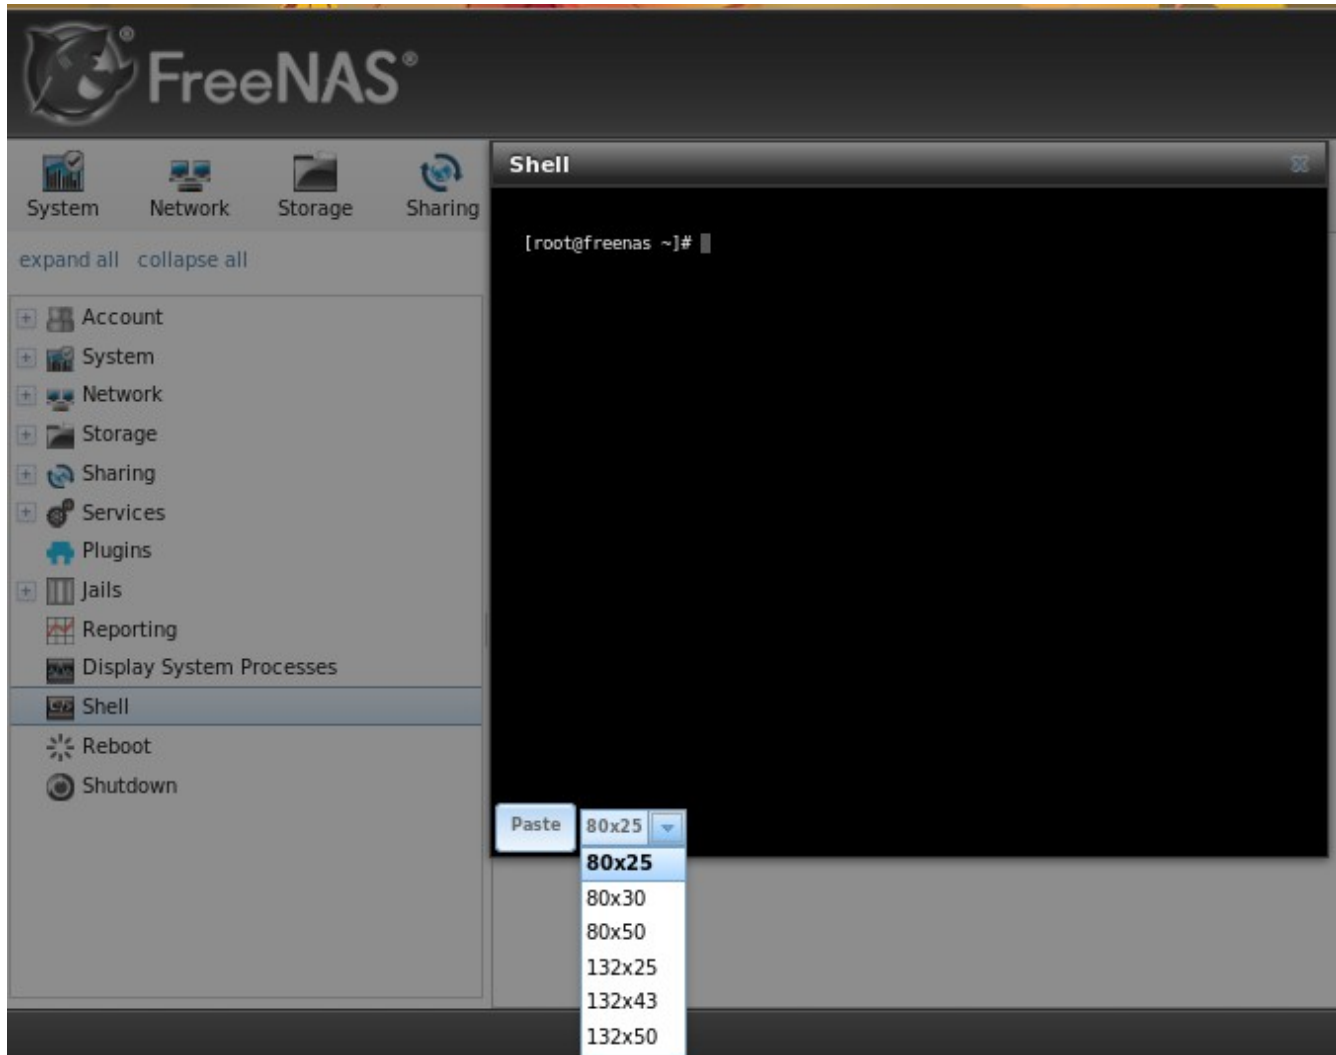 FreeNAS®
System Network Storage Sharing
expand all collapse all
Account
System
Network
Storage
Sharing
Services
Plugins
Jails
Reporting
Display System Processes
Shell
Reboot
Shutdown
Shell
[root@freenas ~]#
Paste 80x25
80x25
80x30
80x50
132x25
132x43
132x50